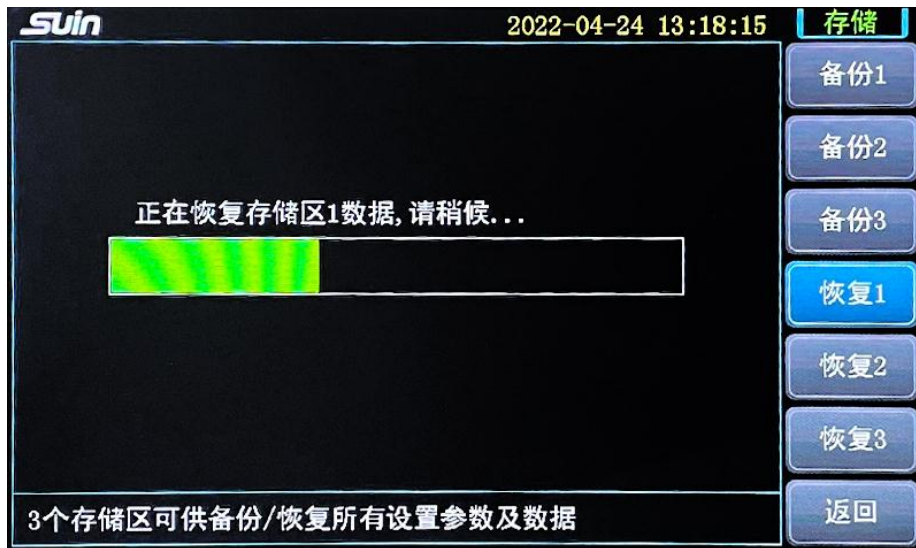 SUin
2022-04-24 13:18:15
存储
备份1
备份2
备份3
正在恢复存储区1数据,请稍候...
恢复1
恢复2
恢复3
返回
3个存储区可供备份/恢复所有设置参数及数据